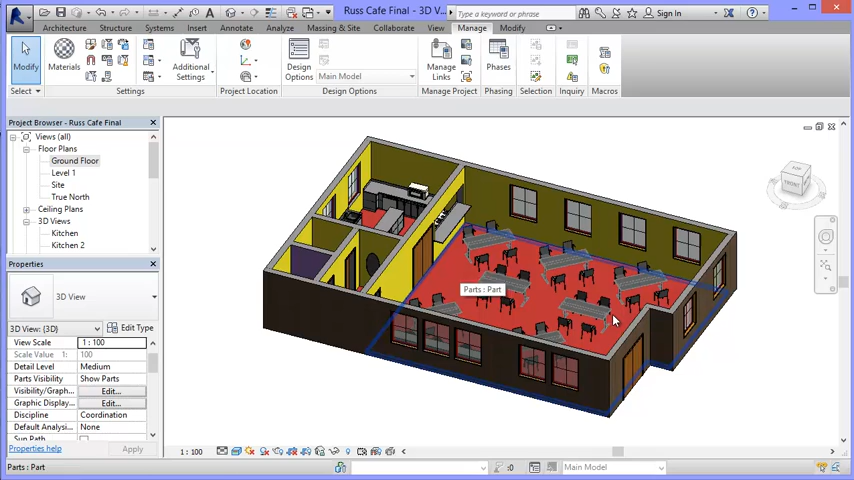 Russ Cafe Final - 3D V...
Type a keyword or phrase
Sign In
Architecture Structure Systems Insert Annotate Analyze Massing & Site Collaborate View Manage Modify
Modify
Materials
Additional
Settings
Design
Options
Main Model
Manage
Links
Phases
Select
Settings
Project Location
Design Options
Manage Project
Phasing
Selection
Inquiry
Macros
Project Browser - Russ Cafe Final
Views (all)
Floor Plans
Ground Floor
Level 1
Site
True North
Ceiling Plans
3D Views
Kitchen
Kitchen 2
Properties
3D View
3D View: {3D}
Edit Type
View Scale 1 : 100
Scale Value 1: 100
Detail Level Medium
Parts Visibility Show Parts
Visibility/Graph... Edit...
Graphic Display... Edit...
Discipline Coordination
Default Analysi... None
Sun Path
Properties help
Apply
Parts : Part
FRONT
1 : 100
Parts : Part
:0
Main Model